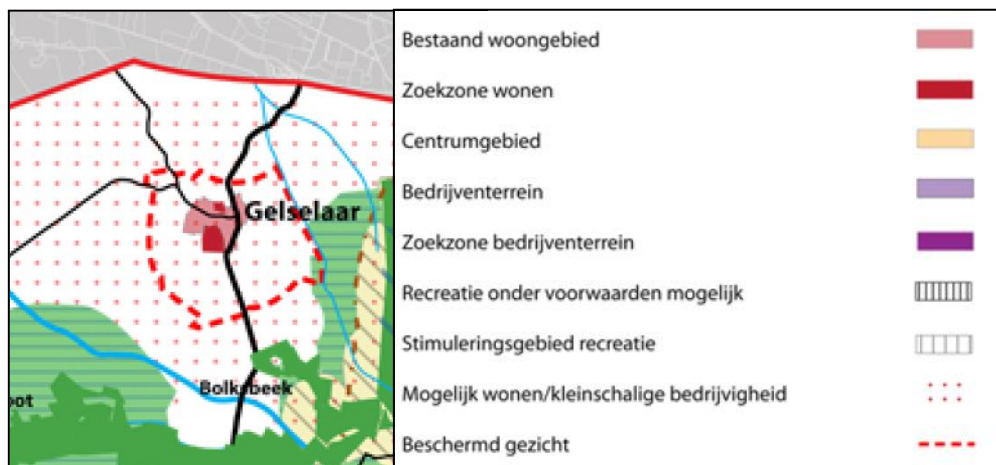 Gelselaar
Bolksbeek
oot
Bestaand woongebied
Zoekzone wonen
Centrumgebied
Bedrijventerrein
Zoekzone bedrijventerrein
Recreatie onder voorwaarden mogelijk
Stimuleringsgebied recreatie
Mogelijk wonen/kleinschalige bedrijvigheid
Beschermd gezicht